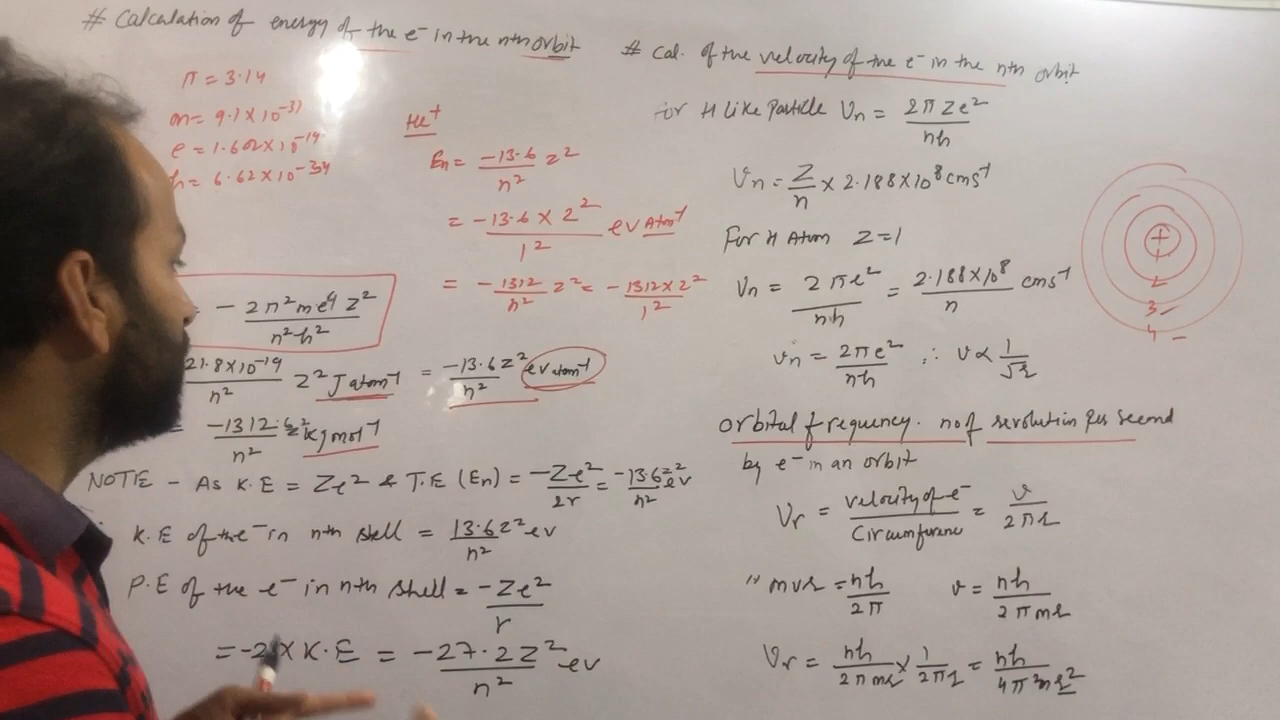 # Calculation of energy of the e⁻ in the nth orbit
π = 3.14
m = 9.1 × 10⁻³¹
e = 1.602 × 10⁻¹⁹
h = 6.62 × 10⁻³⁴
He⁺
En = -13.6/n² z²
= -13.6 × 2²/1² ev Atom⁻¹
= -1312/n² z² = -1312 × 2²/1²
= - 2π²me⁴z²/n²h²
21.8×10⁻¹⁹/n² z² J atom⁻¹ = -13.6z²/n² ev atom⁻¹
= -1312.z²/n² kj mol⁻¹
NOTE - As K.E = Ze² & T.E (En) = -Ze²/2r = -13.6z²/n² ev
K.E of the e⁻ in nth shell = 13.6z²/n² ev
P.E of the e⁻ in nth shell = -Ze²/r
= -2 × K.E = -27.2z²/n² ev
# Cal. of the velocity of the e⁻ in the nth orbit
For H Like Particle Vn = 2πZe²/nh
Vn = Z/n × 2.188×10⁸ cms⁻¹
For H Atom Z=1
Vn = 2πe²/nh = 2.188×10⁸/n cms⁻¹
vn = 2πe²/nh ∴ v ∝ 1/√r
+
2
3
4
orbital frequency. no of revolution per second
by e⁻ in an orbit
Vr = velocity of e⁻/Circumference = v/2πr
" mvr = nh/2π v = nh/2πmr
Vr = nh/2πmr × 1/2πr = nh/4π²mr²